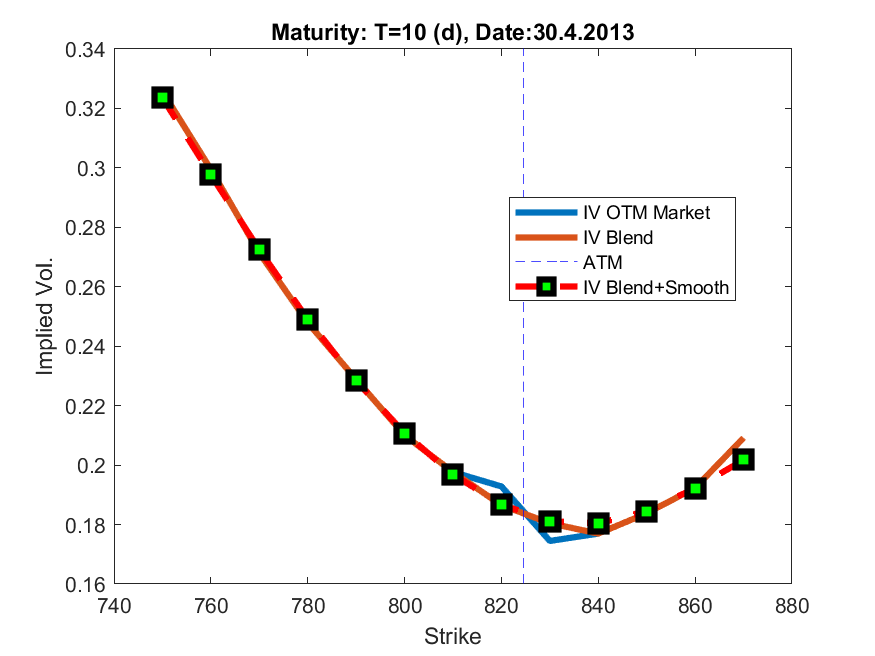 Maturity: T=10 (d), Date:30.4.2013
0.34
0.32
0.3
0.28
0.26
0.24
0.22
0.2
0.18
0.16
Implied Vol.
IV OTM Market
IV Blend
ATM
IV Blend+Smooth
740 760 780 800 820 840 860 880
Strike